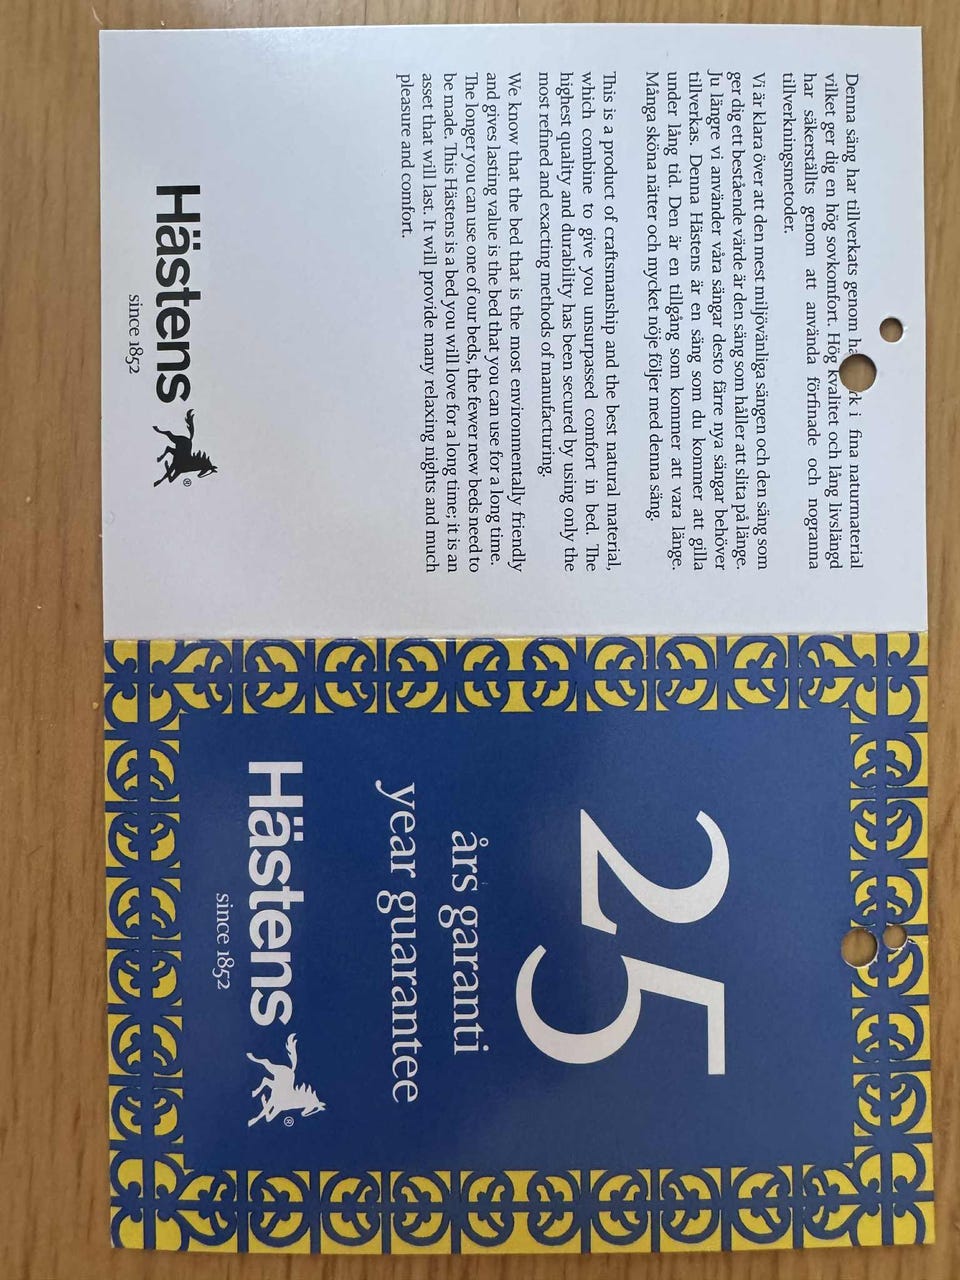 Denna säng har tillverkats genom i fina naturmaterial
vilket ger dig en hög sovkomfort. Hög kvalitet och lång livslängd
har säkerställts genom att använda förfinade och nogranna
tillverkningsmetoder.
Vi är klara över att den mest miljövänliga sängen och den säng som
ger dig ett bestående värde är den säng som håller att slita på länge.
Ju längre vi använder våra sängar desto färre nya sängar behöver
tillverkas. Denna Hästens är en säng som du kommer att gilla
under lång tid. Den är en tillgång som kommer att vara länge.
Många sköna nätter och mycket nöje följer med denna säng.
This is a product of craftsmanship and the best natural material,
which combine to give you unsurpassed comfort in bed. The
highest quality and durability has been secured by using only the
most refined and exacting methods of manufacturing.
We know that the bed that is the most environmentally friendly
and gives lasting value is the bed that you can use for a long time.
The longer you can use one of our beds, the fewer new beds need to
be made. This Hästens is a bed you will love for a long time; it is an
asset that will last. It will provide many relaxing nights and much
pleasure and comfort.
Hästens ®
since 1852
25
års garanti
year guarantee
Hästens ®
since 1852